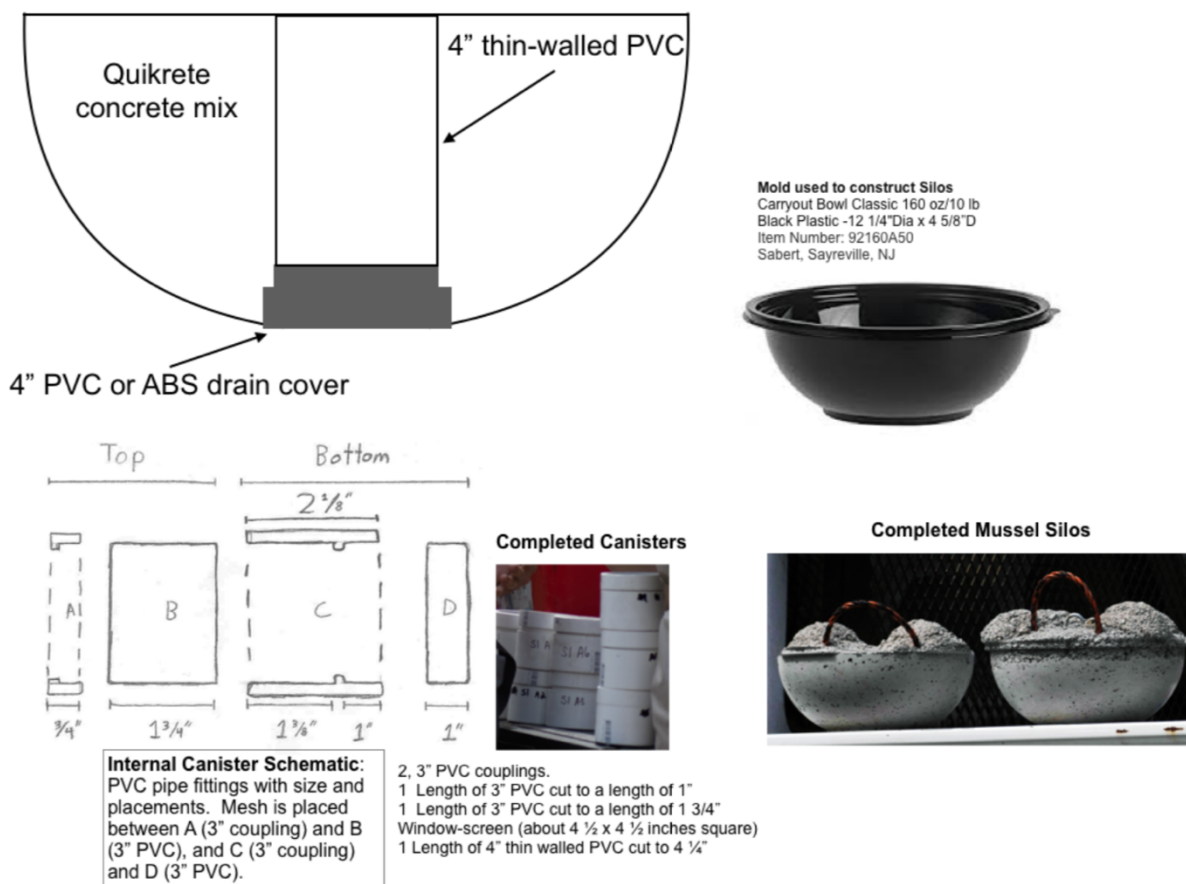 4” thin-walled PVC
Quikrete
concrete mix
4” PVC or ABS drain cover
Mold used to construct Silos
Carryout Bowl Classic 160 oz/10 lb
Black Plastic -12 1/4"Dia x 4 5/8”D
Item Number: 92160A50
Sabert, Sayreville, NJ
Top
Bottom
2 3/8"
A
B
C
D
3/4"
1 3/4"
1 3/8"
1"
1"
Internal Canister Schematic:
PVC pipe fittings with size and
placements. Mesh is placed
between A (3” coupling) and B
(3” PVC), and C (3” coupling)
and D (3” PVC).
Completed Canisters
SI A6
2, 3” PVC couplings.
1 Length of 3” PVC cut to a length of 1”
1 Length of 3” PVC cut to a length of 1 3/4”
Window-screen (about 4 ½ x 4 ½ inches square)
1 Length of 4” thin walled PVC cut to 4 ¼”
Completed Mussel Silos